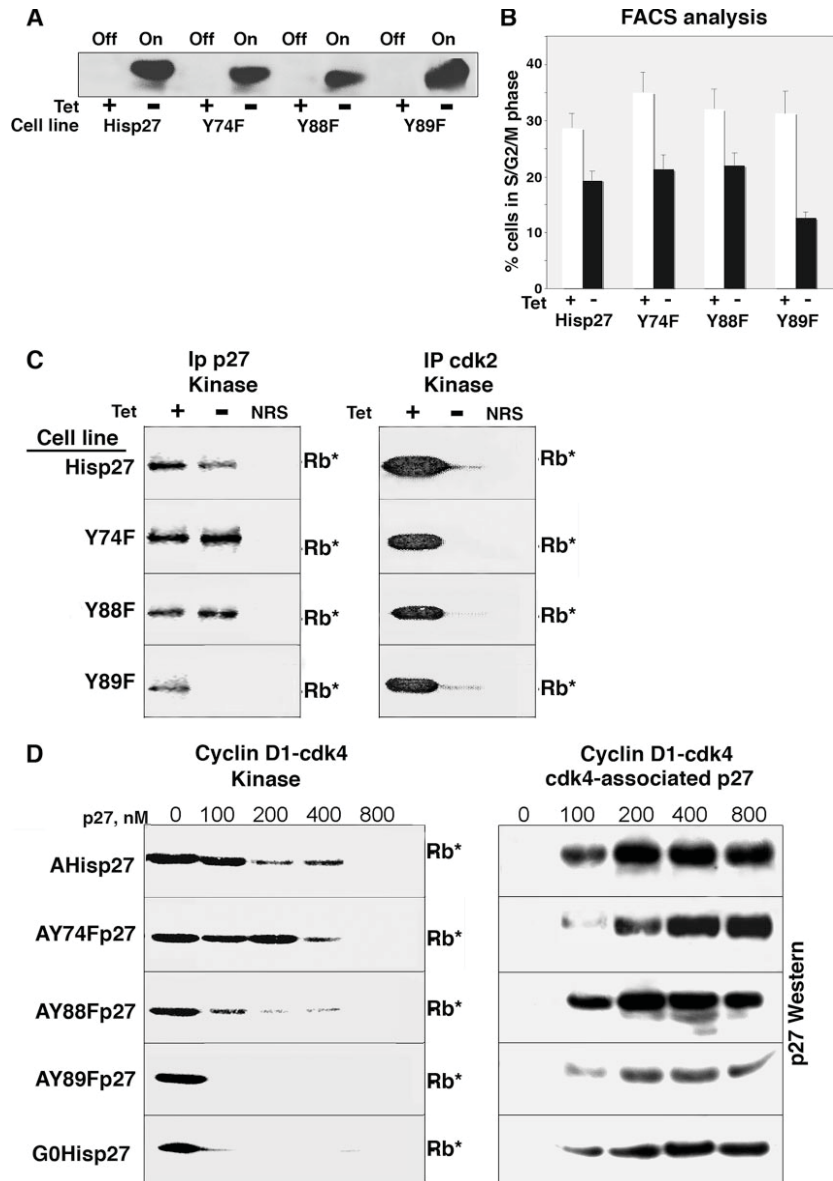 A
Off On Off On Off On Off On
Tet + - + - + - + -
Cell line Hisp27 Y74F Y88F Y89F
B
FACS analysis
% cells in S/G2/M phase
40
30
20
10
0
Tet + - + - + - + -
Hisp27 Y74F Y88F Y89F
C
Ip p27
Kinase
Tet + - NRS
Cell line
Hisp27 Rb*
Y74F Rb*
Y88F Rb*
Y89F Rb*
IP cdk2
Kinase
Tet + - NRS
Rb*
Rb*
Rb*
Rb*
D
Cyclin D1-cdk4
Kinase
p27, nM 0 100 200 400 800
AHisp27 Rb*
AY74Fp27 Rb*
AY88Fp27 Rb*
AY89Fp27 Rb*
G0Hisp27 Rb*
Cyclin D1-cdk4
cdk4-associated p27
0 100 200 400 800
p27 Western